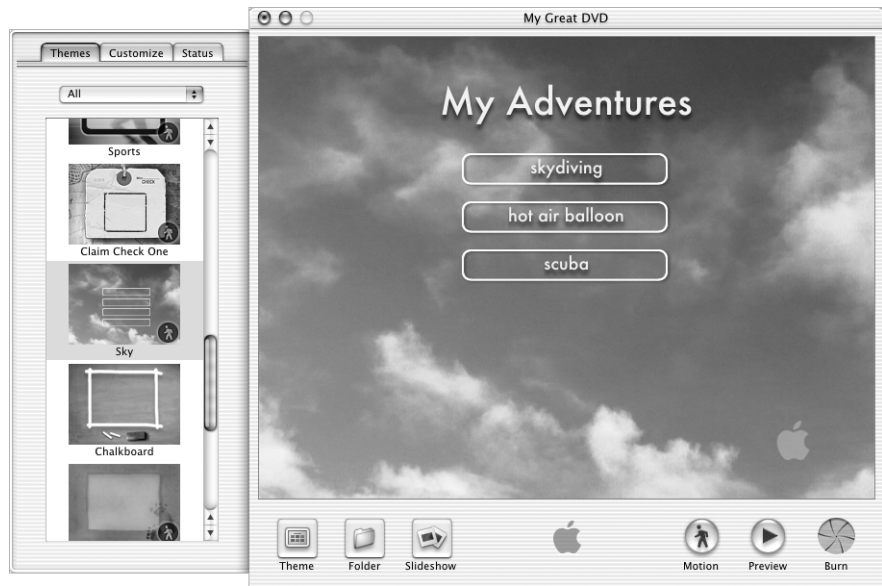 My Great DVD
Themes
Customize
Status
All
Sports
CHECK
Claim Check One
Sky
Chalkboard
My Adventures
skydiving
hot air balloon
scuba
Theme
Folder
Slideshow
Motion
Preview
Burn